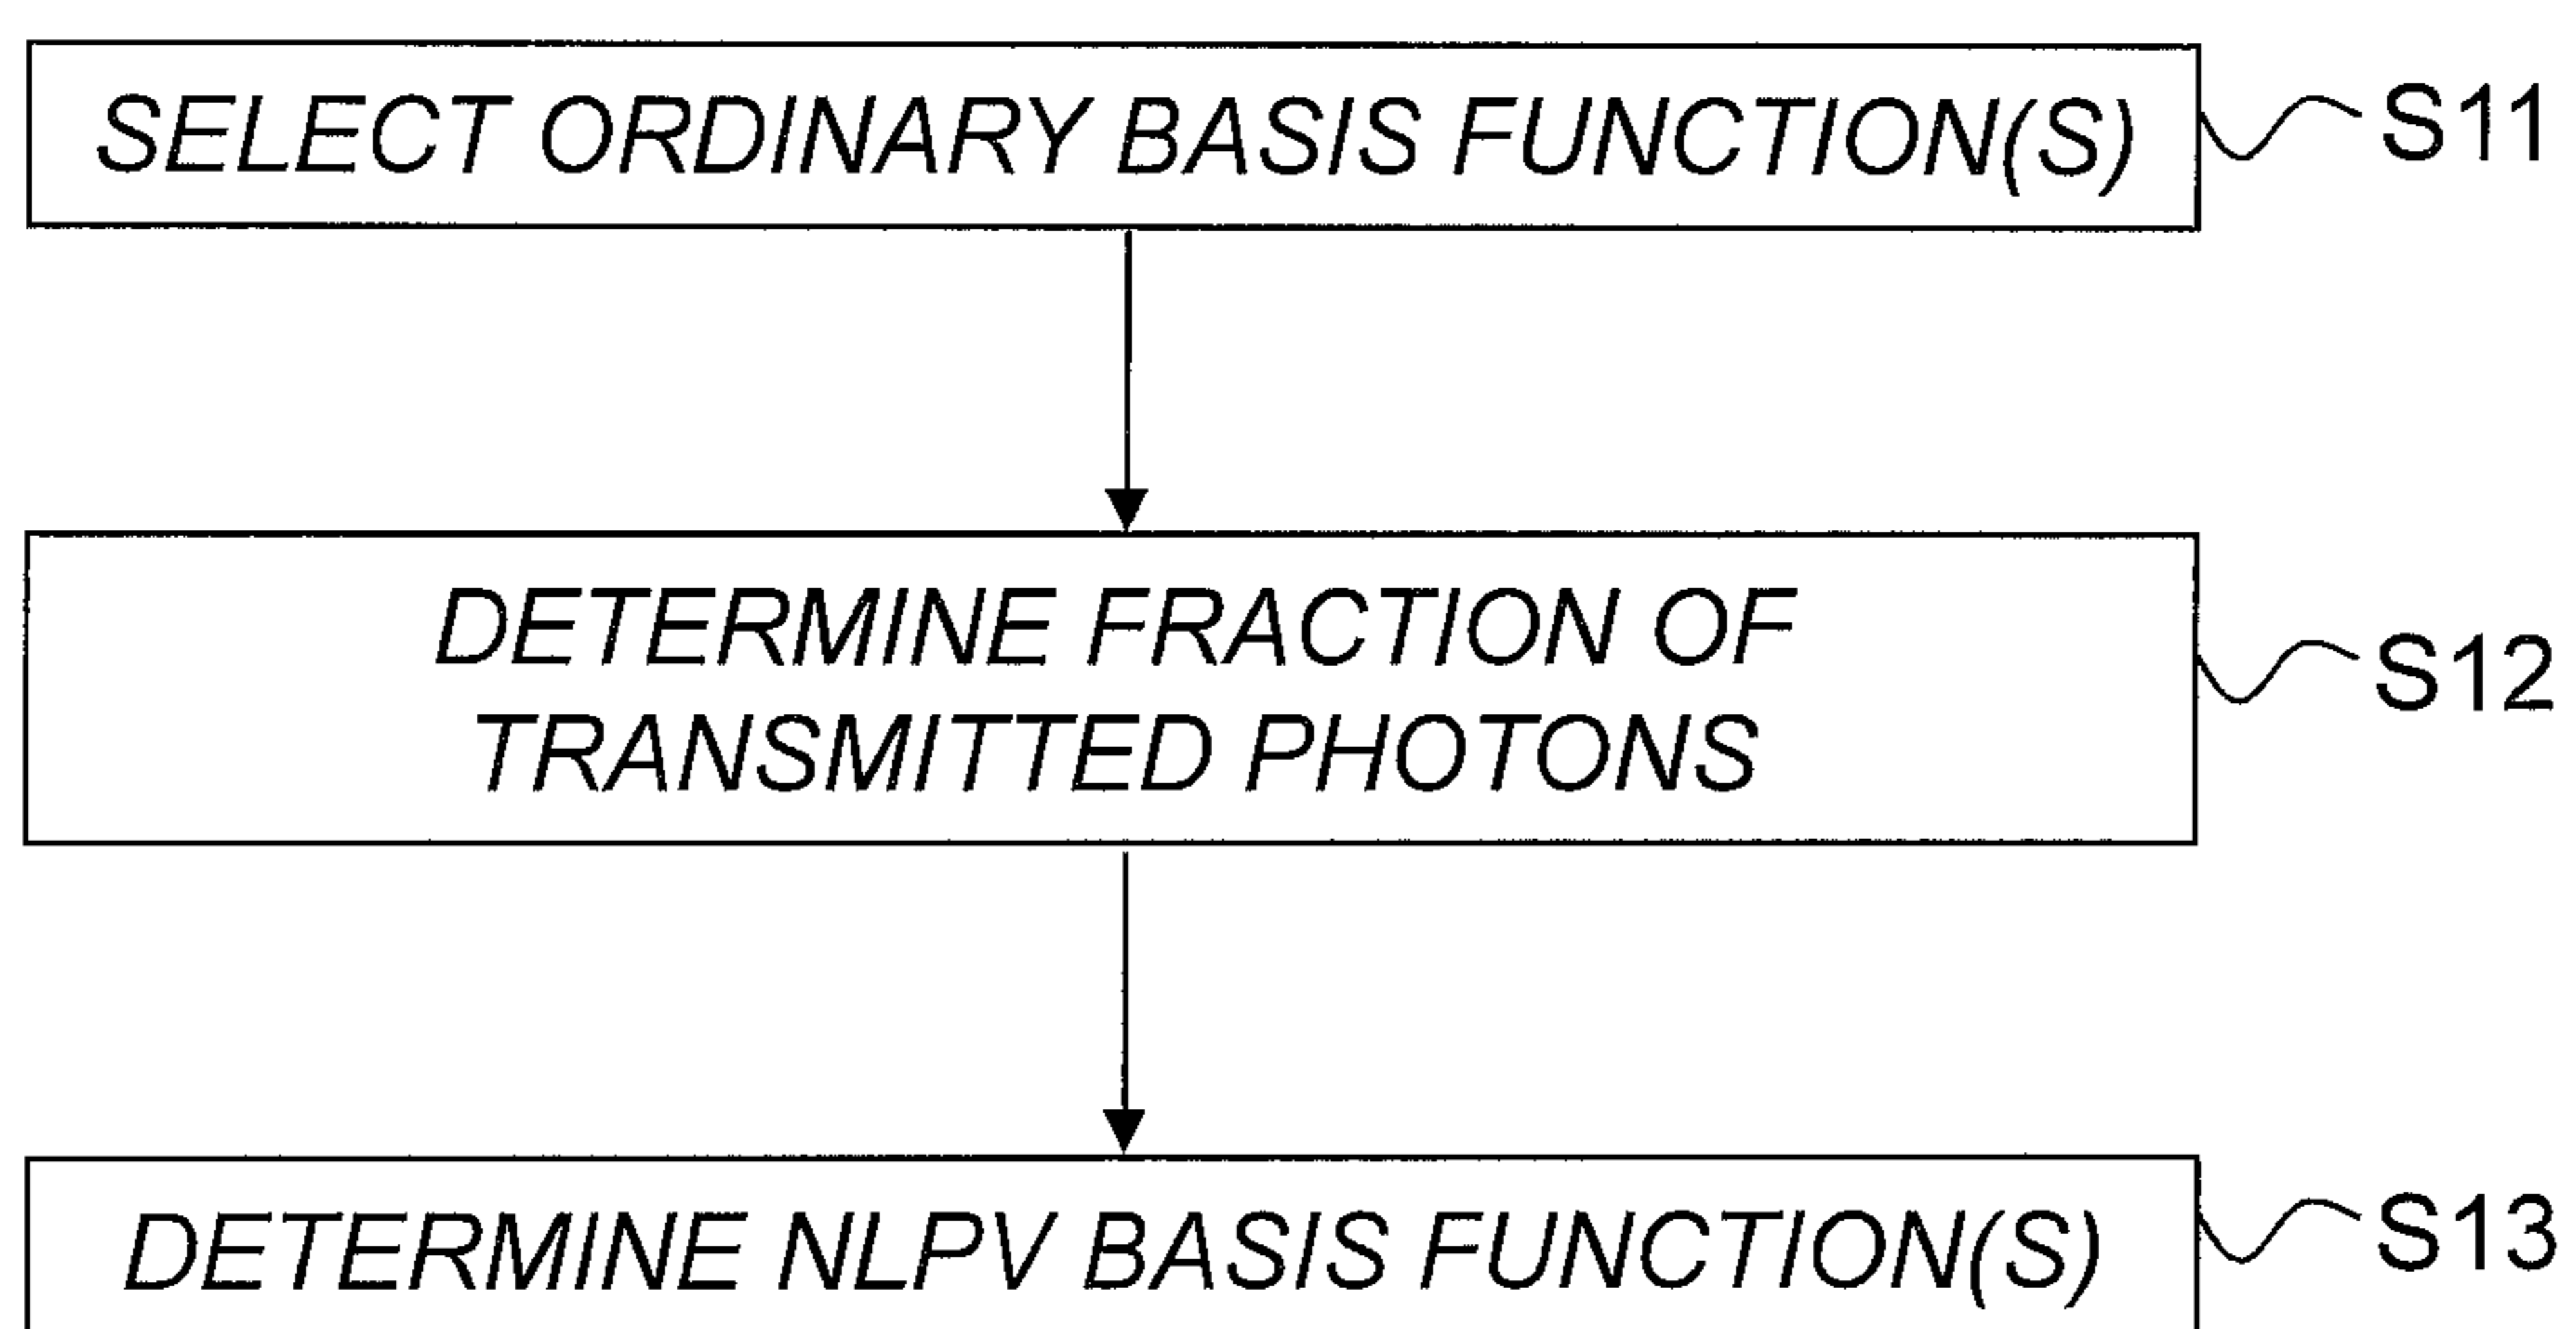 SELECT ORDINARY BASIS FUNCTION(S) S11
DETERMINE FRACTION OF
TRANSMITTED PHOTONS
S12
DETERMINE NLPV BASIS FUNCTION(S) S13